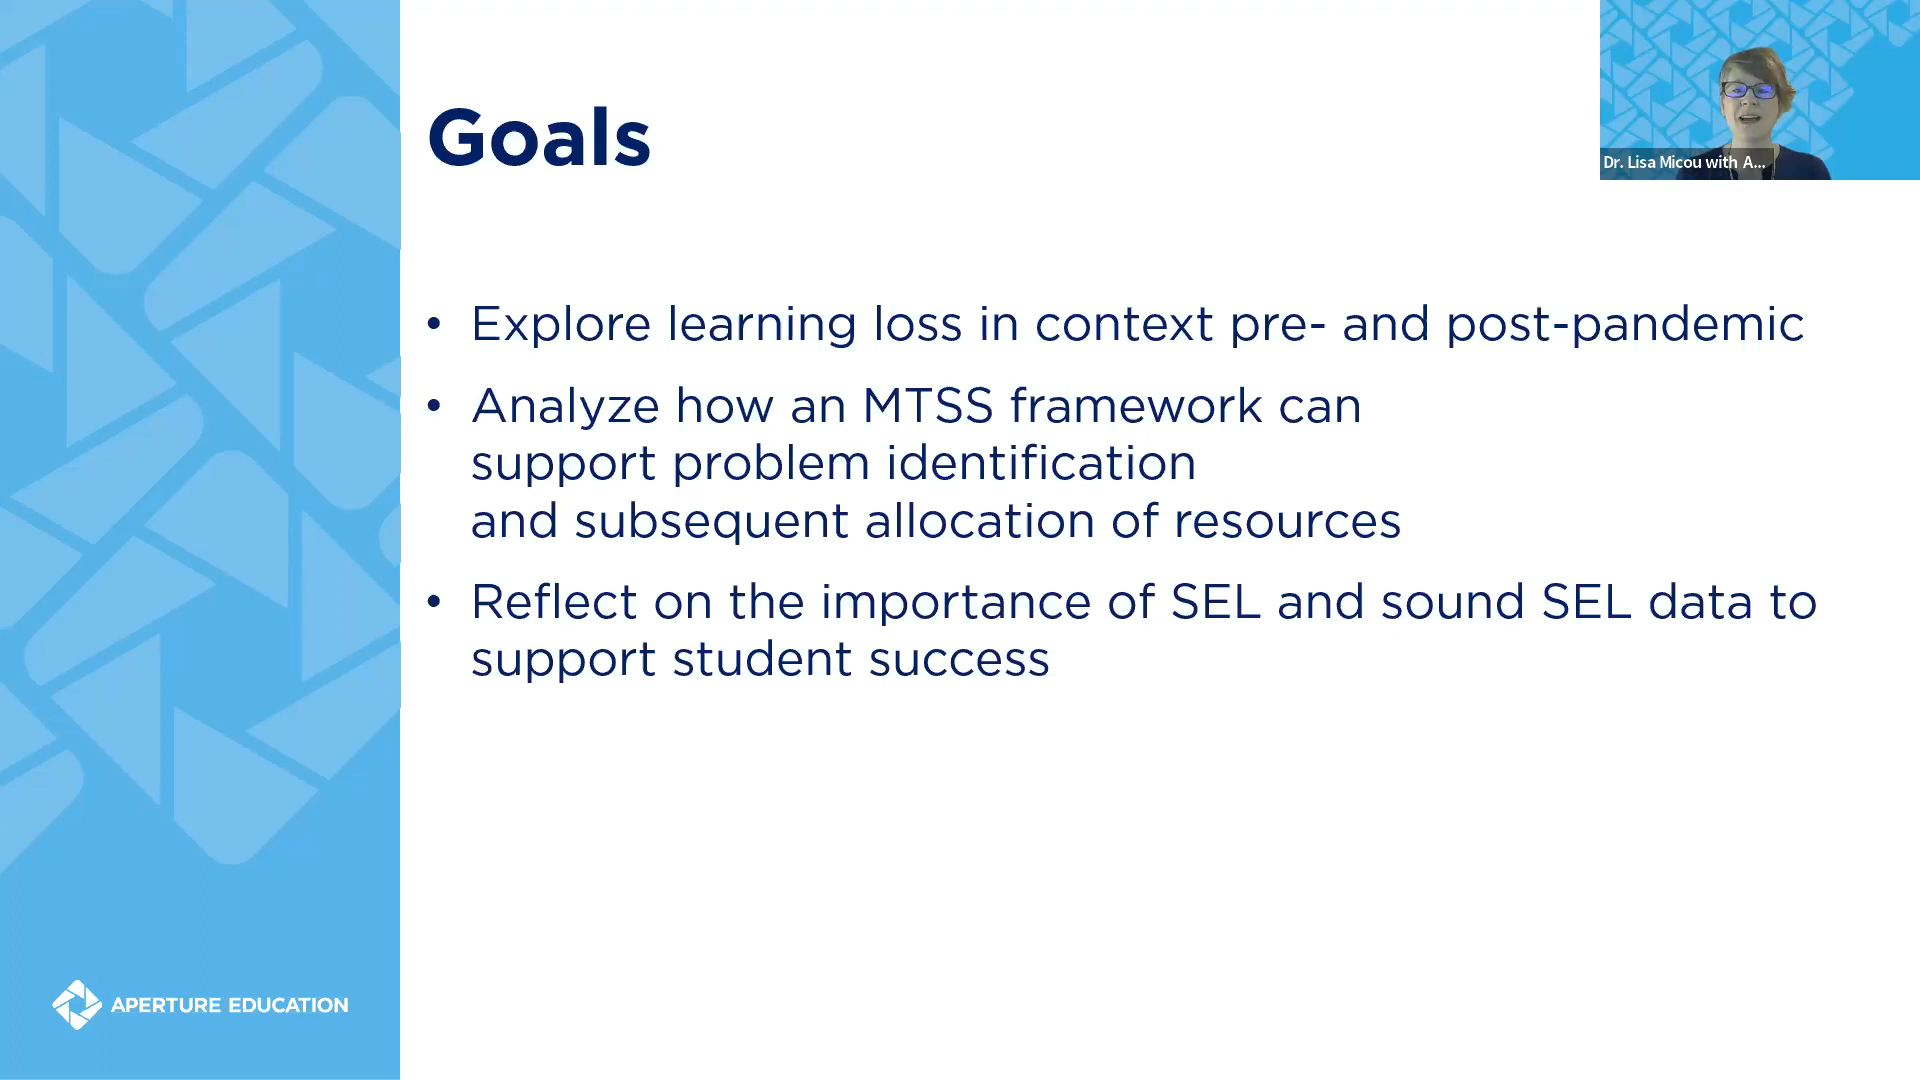 Goals
Dr. Lisa Micou with A...
• Explore learning loss in context pre- and post-pandemic
• Analyze how an MTSS framework can
support problem identification
and subsequent allocation of resources
• Reflect on the importance of SEL and sound SEL data to
support student success
APERTURE EDUCATION